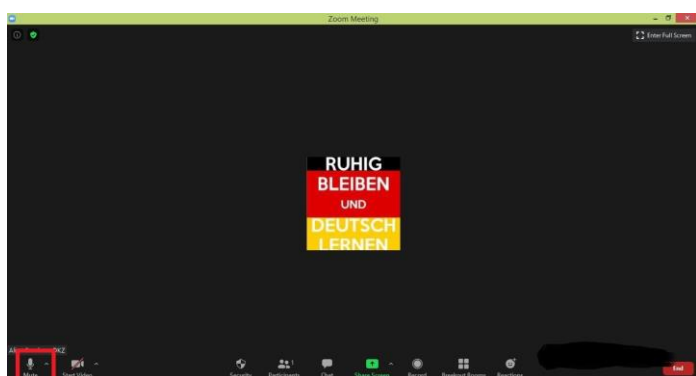 Zoom Meeting
Enter Full Screen
RUHIG
BLEIBEN
UND
DEUTSCH
LERNEN
Mute
Start Video
Security
Participants
1
Chat
Share Screen
Record
Breakout Rooms
Reactions
End